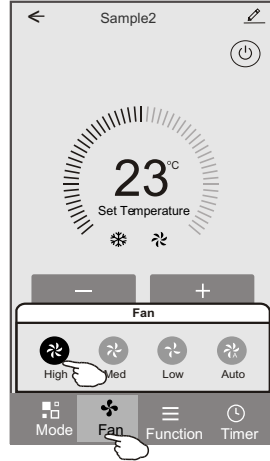 Sample2
23°C
Set Temperature
− +
Fan
High Med Low Auto
Mode Fan Function Timer